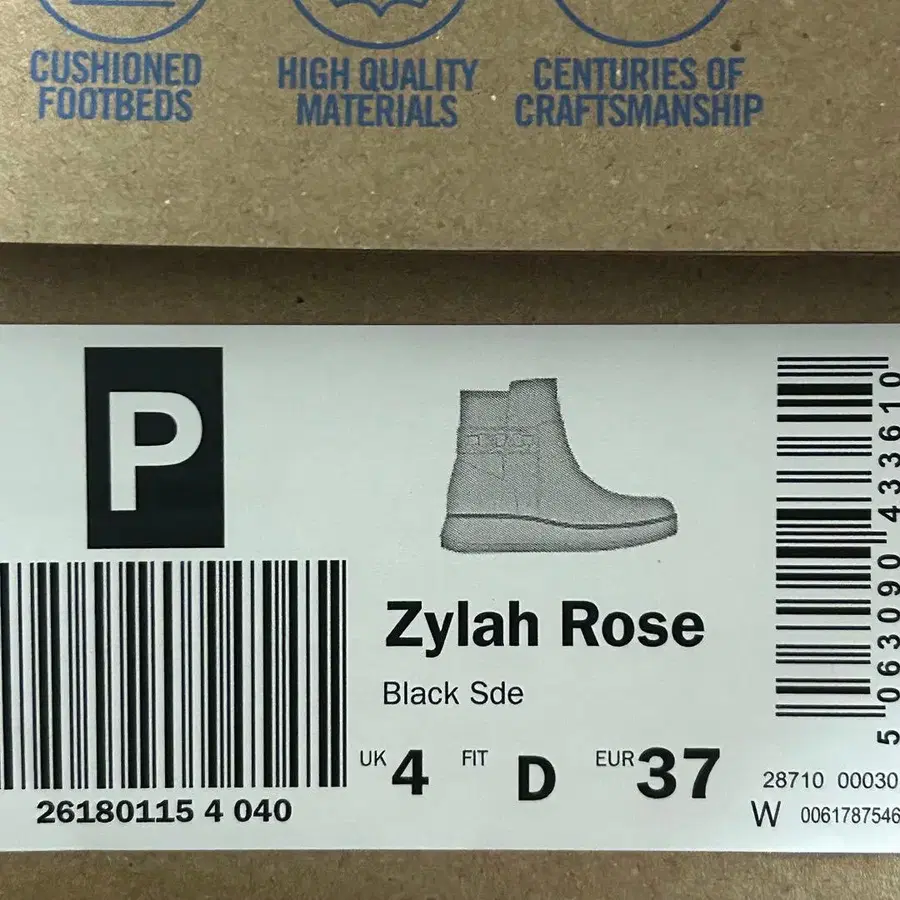 CUSHIONED
FOOTBEDS
HIGH QUALITY
MATERIALS
CENTURIES OF
CRAFTSMANSHIP
P
Zylah Rose
Black Sde
UK 4 FIT D EUR 37
26180115 4 040
5 063090 433610
28710 00030
W 0061787546